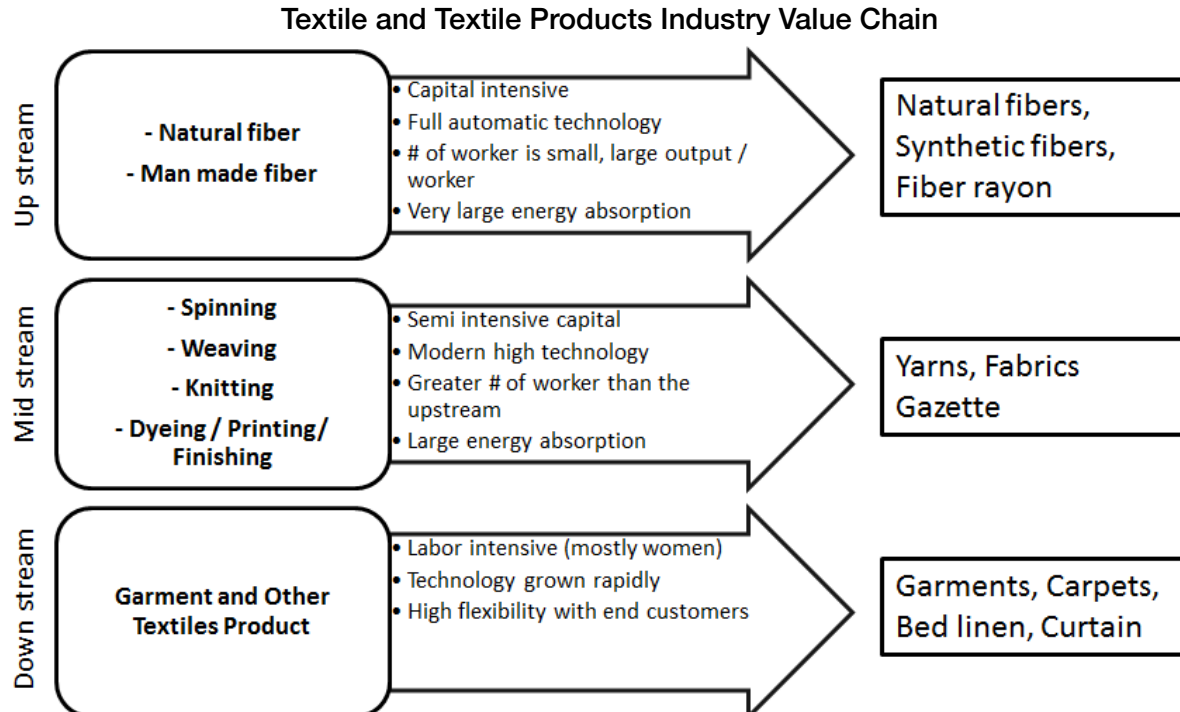 Textile and Textile Products Industry Value Chain
Up stream
- Natural fiber
- Man made fiber
• Capital intensive
• Full automatic technology
• # of worker is small, large output /
worker
• Very large energy absorption
Natural fibers,
Synthetic fibers,
Fiber rayon
Mid stream
- Spinning
- Weaving
- Knitting
- Dyeing / Printing/
Finishing
• Semi intensive capital
• Modern high technology
• Greater # of worker than the
upstream
• Large energy absorption
Yarns, Fabrics
Gazette
Down stream
Garment and Other
Textiles Product
• Labor intensive (mostly women)
• Technology grown rapidly
• High flexibility with end customers
Garments, Carpets,
Bed linen, Curtain